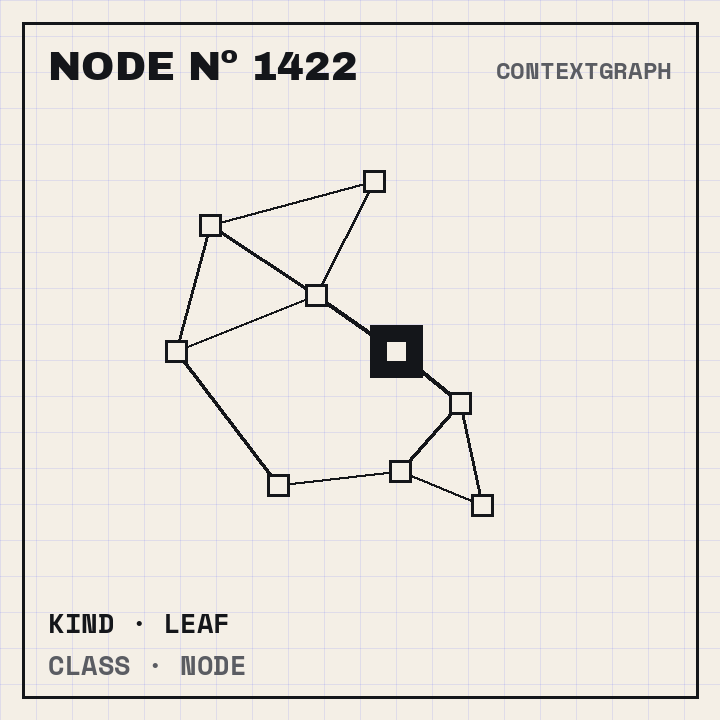 NODE Nº 1422
CONTEXTGRAPH
KIND · LEAF
CLASS · NODE